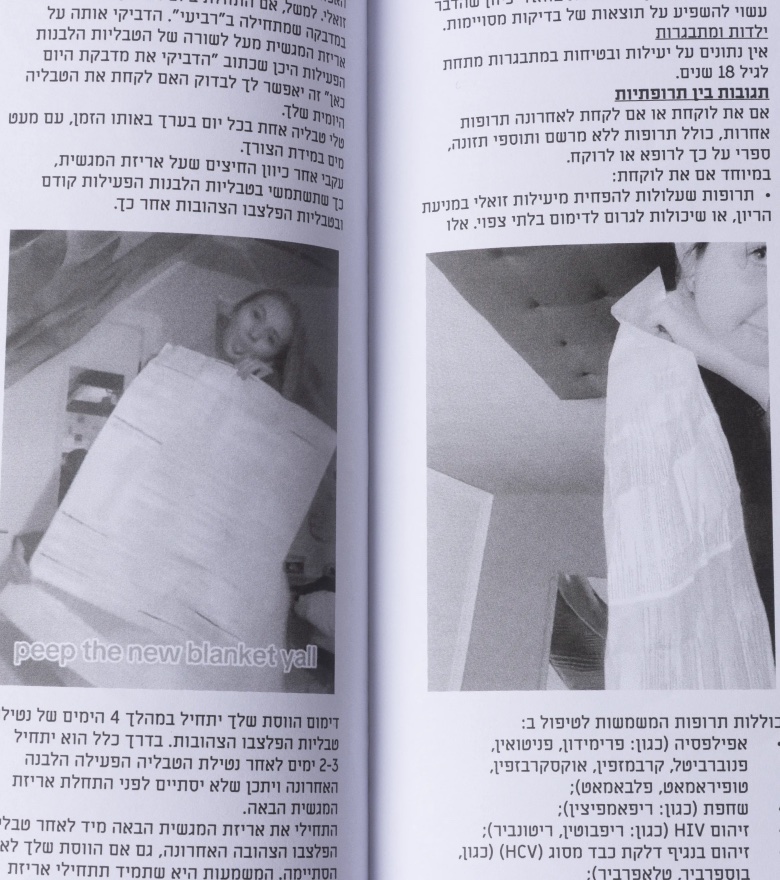 עשוי להשפיע על תוצאות של בדיקות מסויימות.
ילדות ומתבגרות
אין נתונים על יעילות ובטיחות במתבגרות מתחת
לגיל 18 שנים.
תגובות בין תרופתיות
אם את לוקחת או אם לקחת לאחרונה תרופות
אחרות, כולל תרופות ללא מרשם ותוספי תזונה,
ספרי על כך לרופא או לרוקח.
במיוחד אם את לוקחת:
• תרופות שעלולות להפחית מיעילות זואלי במניעת
הריון, או שיכולות לגרום לדימום בלתי צפוי. אלו
כוללות תרופות המשמשות לטיפול ב:
• אפילפסיה (כגון: פרימידון, פניטואין,
פנוברביטל, קרבמזפין, אוקסקרבזפין,
טופיראמאט, פלבאמאט);
• שחפת (כגון: ריפאמפיצין);
• זיהום HIV (כגון: ריפבוטין, ריטונביר);
זיהום בנגיף דלקת כבד מסוג (HCV) (כגון,
בוספרביר, טלאפרביר);
זואלי. למשל, אם
במדבקה שמתחילה ב"רביעי". הדביקי אותה על
אריזת המגשית מעל לשורה של הטבליות הלבנות
הפעילות היכן שכתוב "הדביקי את מדבקת היום
כאן" זה יאפשר לך לבדוק האם לקחת את הטבליה
היומית שלך.
טלי טבליה אחת בכל יום בערך באותו הזמן, עם מעט
מים במידת הצורך.
עקבי אחר כיוון החיצים שעל אריזת המגשית,
כך שתשתמשי בטבליות הלבנות הפעילות קודם
ובטבליות הפלצבו הצהובות אחר כך.
peep the new blanket yall
דימום הווסת שלך יתחיל במהלך 4 הימים של
טבליות הפלצבו הצהובות. בדרך כלל הוא יתחיל
2-3 ימים לאחר נטילת הטבליה הפעילה הלבנה
האחרונה ויתכן שלא יסתיים לפני התחלת אריזת
המגשית הבאה.
התחילי את אריזת המגשית הבאה מיד לאחר
הפלצבו הצהובה האחרונה, גם אם הווסת שלך
הסתיימה. המשמעות היא שתמיד תתחילי אריזת